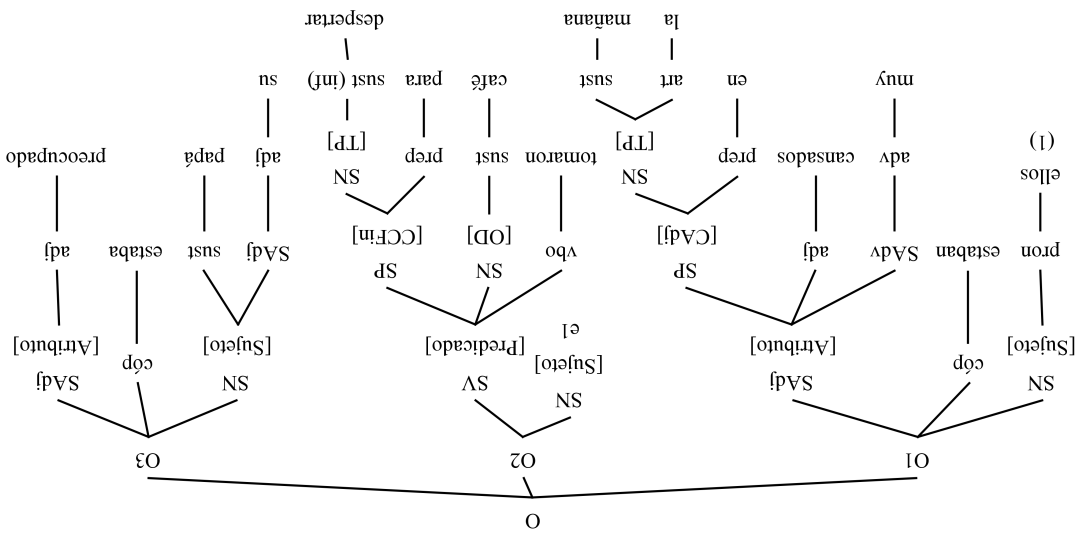 O
O1 O2 O3
SN SAdj SN SV SN SAdj
cóp cóp
[Sujeto] [Atributo] [Sujeto] [Predicado] [Sujeto] [Atributo]
e1
SP SN SP
pron estaban SAdv adj vbo SAdj sust estaba adj
[CAdj] [OD] [CCFin]
ellos SN SN
adv cansados prep tomaron sust prep adj papá preocupado
(1) [TP] [TP]
muy en art sust café para sust (inf) su
la mañana despertar